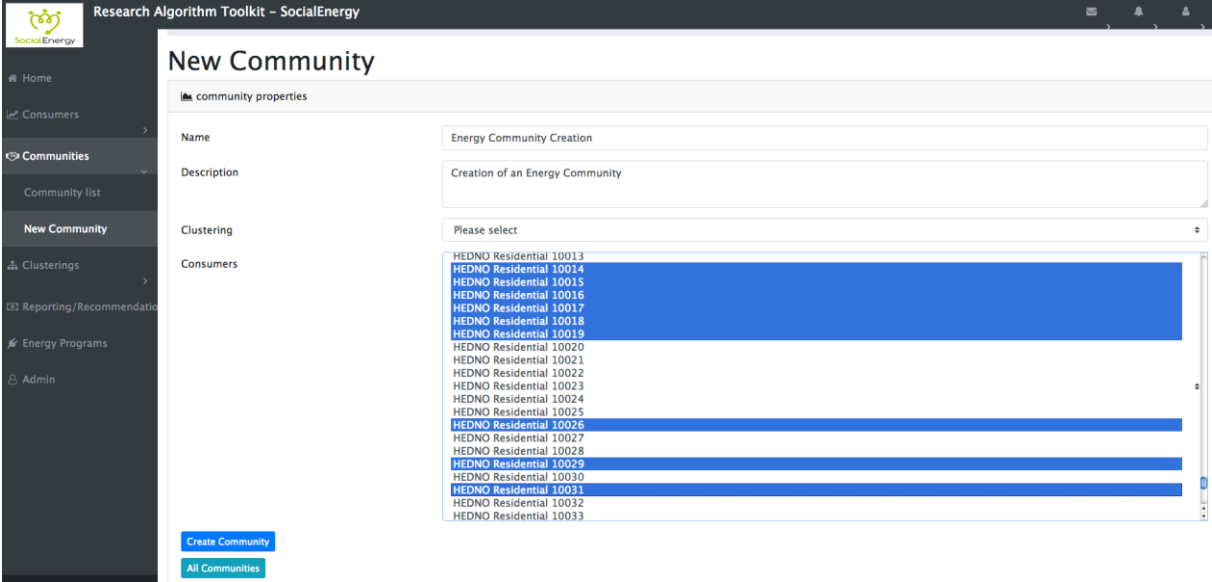 Research Algorithm Toolkit – SocialEnergy
SocialEnergy
Home
Consumers
Communities
Community list
New Community
Clusterings
Reporting/Recommendatio
Energy Programs
Admin
New Community
community properties
Name
Energy Community Creation
Description
Creation of an Energy Community
Clustering
Please select
Consumers
HEDNO Residential 10013
HEDNO Residential 10014
HEDNO Residential 10015
HEDNO Residential 10016
HEDNO Residential 10017
HEDNO Residential 10018
HEDNO Residential 10019
HEDNO Residential 10020
HEDNO Residential 10021
HEDNO Residential 10022
HEDNO Residential 10023
HEDNO Residential 10024
HEDNO Residential 10025
HEDNO Residential 10026
HEDNO Residential 10027
HEDNO Residential 10028
HEDNO Residential 10029
HEDNO Residential 10030
HEDNO Residential 10031
HEDNO Residential 10032
HEDNO Residential 10033
Create Community
All Communities